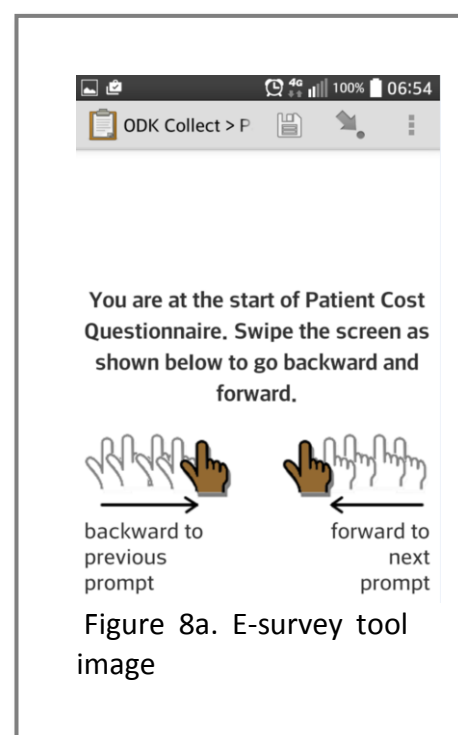 4G 100% 06:54
ODK Collect > P
You are at the start of Patient Cost
Questionnaire. Swipe the screen as
shown below to go backward and
forward.
backward to
previous
prompt
forward to
next
prompt
Figure 8a. E-survey tool
image